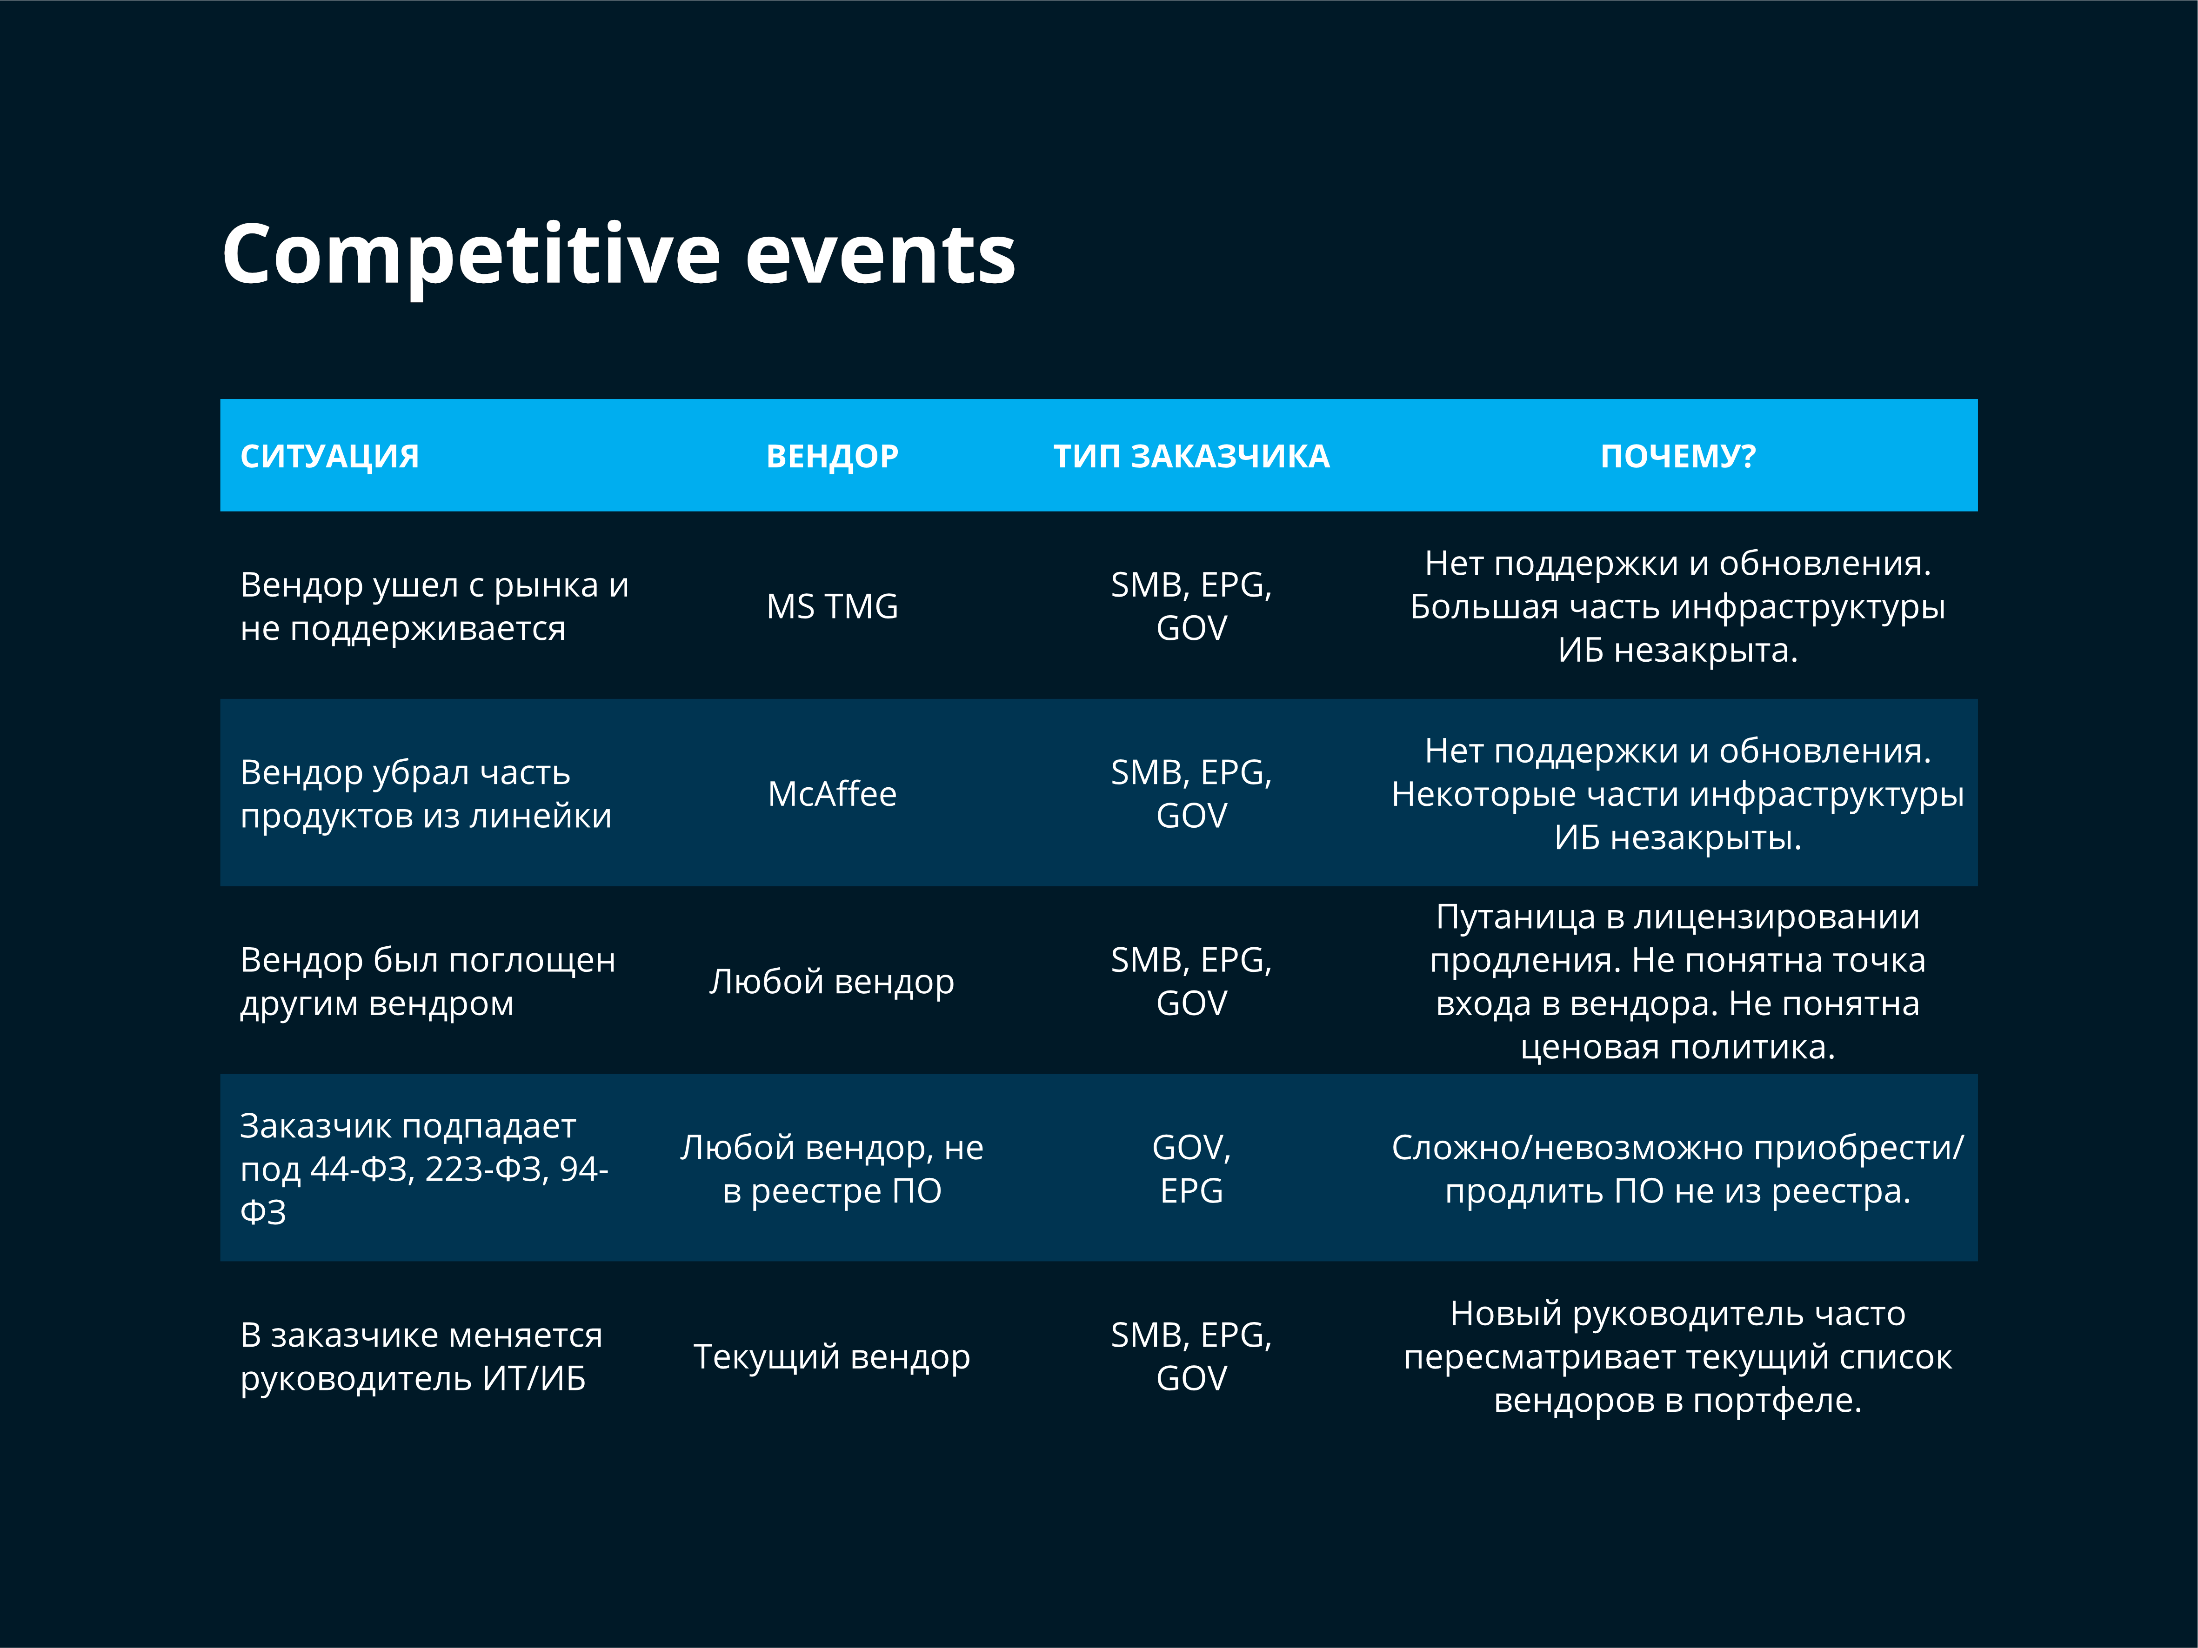 Competitive events
СИТУАЦИЯ ВЕНДОР ТИП ЗАКАЗЧИКА ПОЧЕМУ?
Вендор ушел с рынка и
не поддерживается
MS TMG
SMB, EPG,
GOV
Нет поддержки и обновления.
Большая часть инфраструктуры
ИБ незакрыта.
Вендор убрал часть
продуктов из линейки
McAffee
SMB, EPG,
GOV
Нет поддержки и обновления.
Некоторые части инфраструктуры
ИБ незакрыты.
Вендор был поглощен
другим вендром
Любой вендор
SMB, EPG,
GOV
Путаница в лицензировании
продления. Не понятна точка
входа в вендора. Не понятна
ценовая политика.
Заказчик подпадает
под 44-ФЗ, 223-ФЗ, 94-
ФЗ
Любой вендор, не
в реестре ПО
GOV,
EPG
Сложно/невозможно приобрести/
продлить ПО не из реестра.
В заказчике меняется
руководитель ИТ/ИБ
Текущий вендор
SMB, EPG,
GOV
Новый руководитель часто
пересматривает текущий список
вендоров в портфеле.